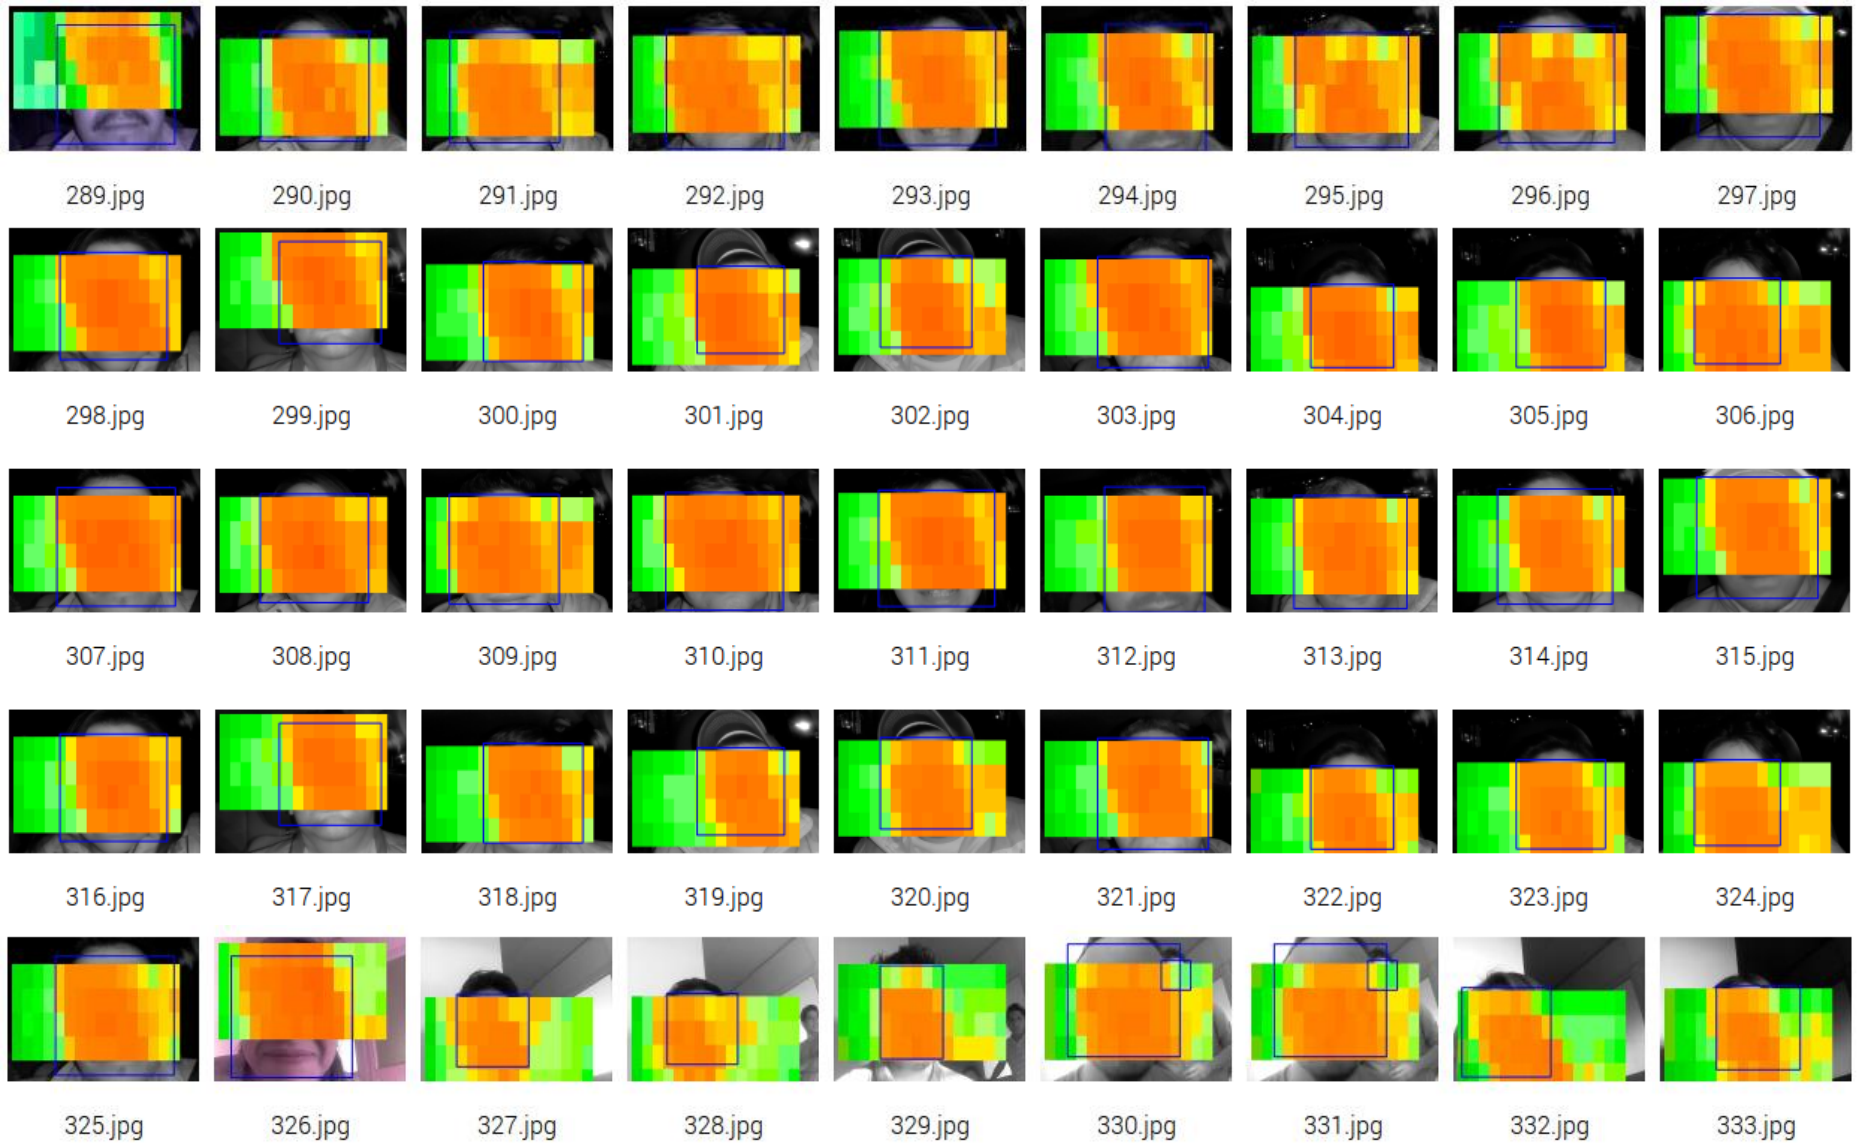 289.jpg 290.jpg 291.jpg 292.jpg 293.jpg 294.jpg 295.jpg 296.jpg 297.jpg
298.jpg 299.jpg 300.jpg 301.jpg 302.jpg 303.jpg 304.jpg 305.jpg 306.jpg
307.jpg 308.jpg 309.jpg 310.jpg 311.jpg 312.jpg 313.jpg 314.jpg 315.jpg
316.jpg 317.jpg 318.jpg 319.jpg 320.jpg 321.jpg 322.jpg 323.jpg 324.jpg
325.jpg 326.jpg 327.jpg 328.jpg 329.jpg 330.jpg 331.jpg 332.jpg 333.jpg